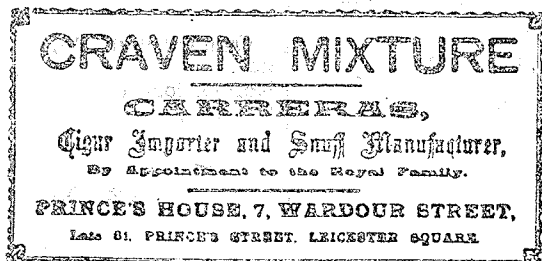 CRAVEN MIXTURE
CARRERAS,
Cigar Importer and Snuff Manufacturer,
By Appointment to the Royal Family.
PRINCE'S HOUSE, 7, WARDOUR STREET,
Late 61, PRINCE'S STREET, LEICESTER SQUARE